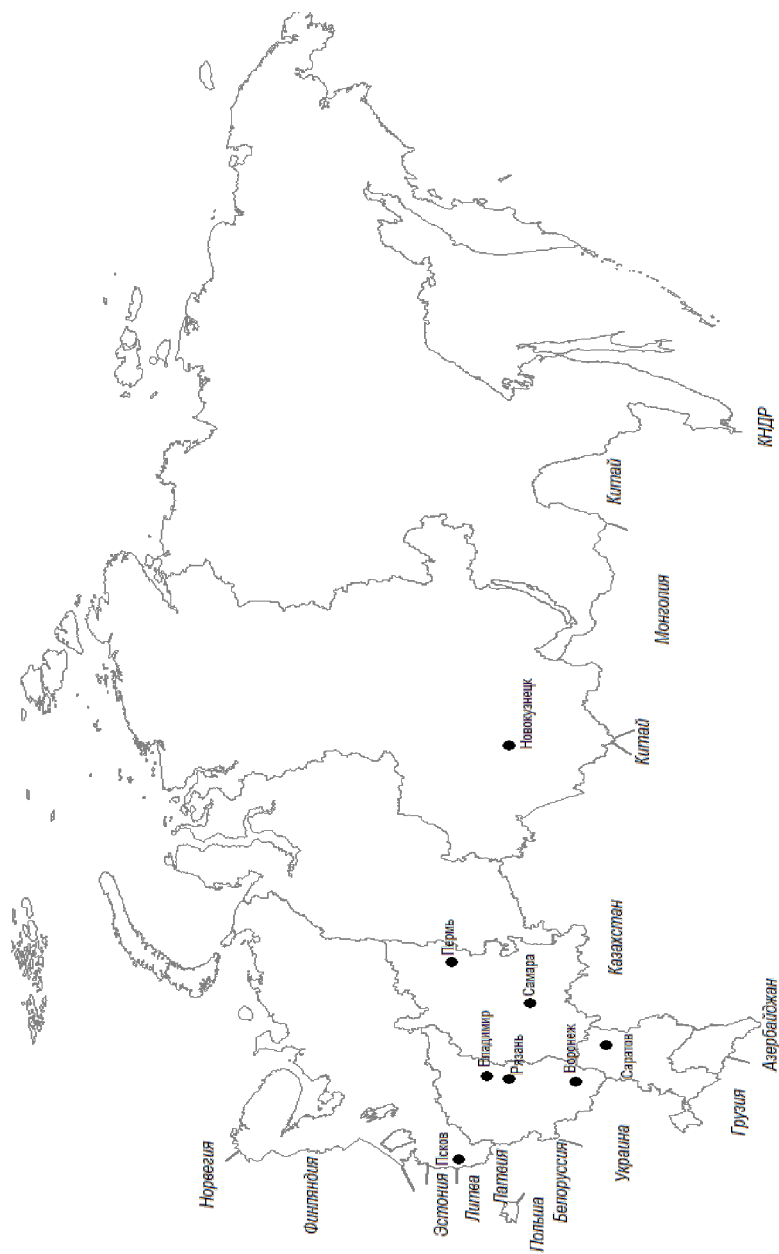 Норвегия
Финляндия
Эстония
Литва
Латвия
Польша
Белоруссия
Украина
Грузия
Азербайджан
Казахстан
Китай
Монголия
Китай
КНДР
Псков
Владимир
Рязань
Воронеж
Саратов
Самара
Пермь
Новокузнецк